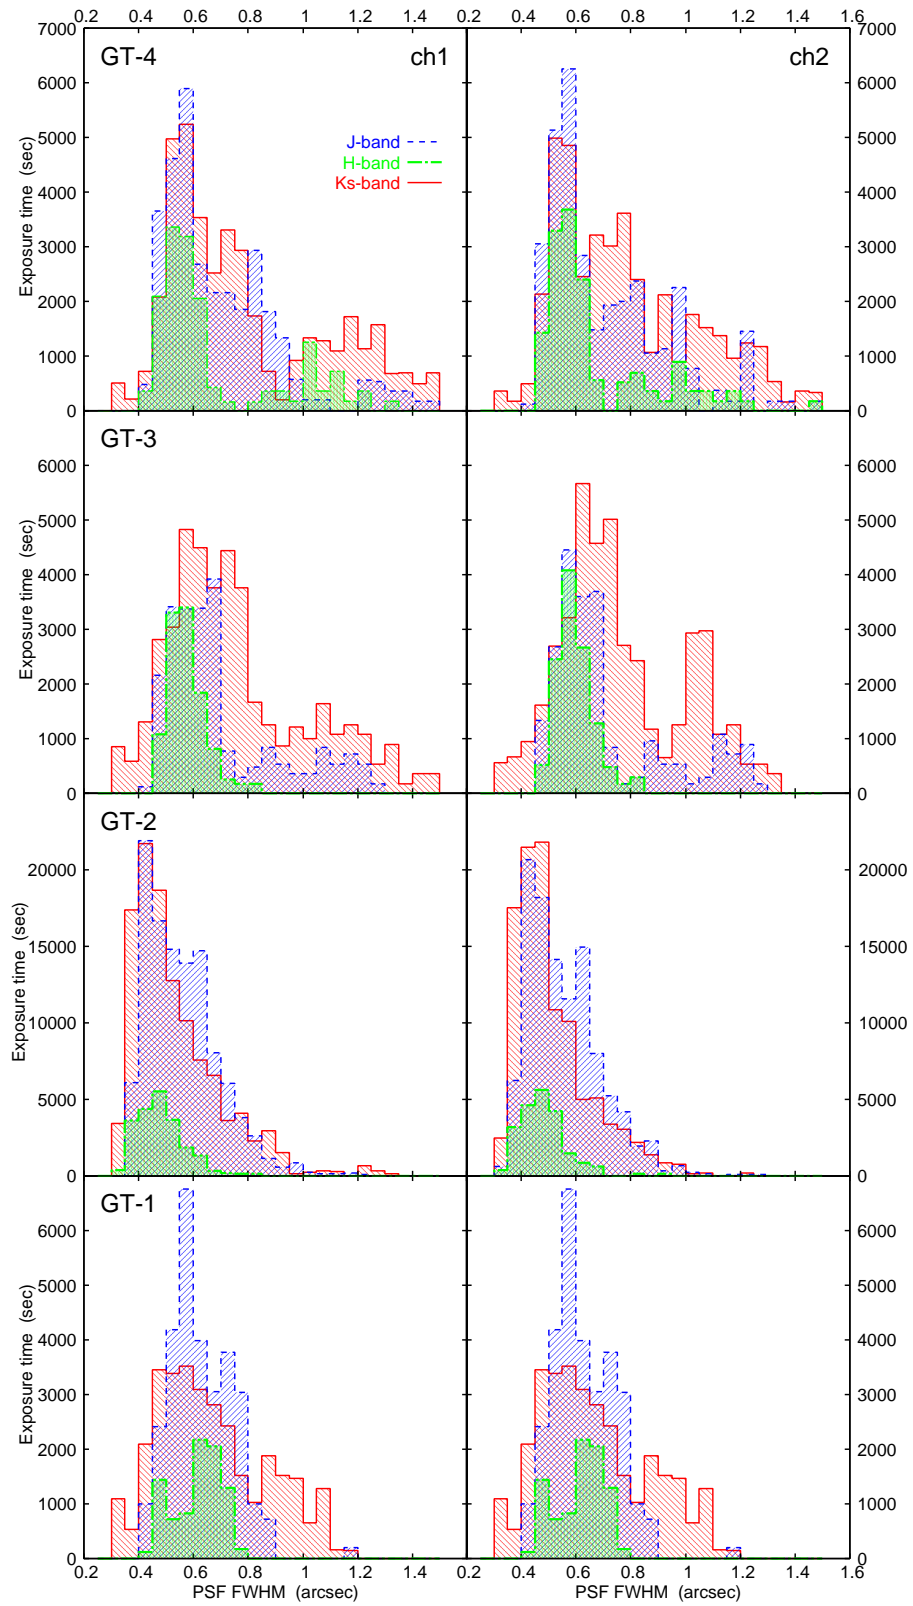 0.2 0.4 0.6 0.8 1.0 1.2 0.2 0.4 0.6 0.8 1.0 1.2 1.4 1.6
7000 GT-4 ch1 ch2 7000
6000 6000
5000 J-band 5000
H-band
4000 Ks-band 4000
3000 3000
2000 2000
1000 1000
0 0
Exposure time (sec)
GT-3
6000 6000
5000 5000
4000 4000
3000 3000
2000 2000
1000 1000
0 0
Exposure time (sec)
GT-2
20000 20000
15000 15000
10000 10000
5000 5000
0 0
Exposure time (sec)
GT-1
6000 6000
5000 5000
4000 4000
3000 3000
2000 2000
1000 1000
0 0
Exposure time (sec)
0.2 0.4 0.6 0.8 1.0 1.2 1.4 0.2 0.4 0.6 0.8 1.0 1.2 1.4 1.6
PSF FWHM (arcsec) PSF FWHM (arcsec)